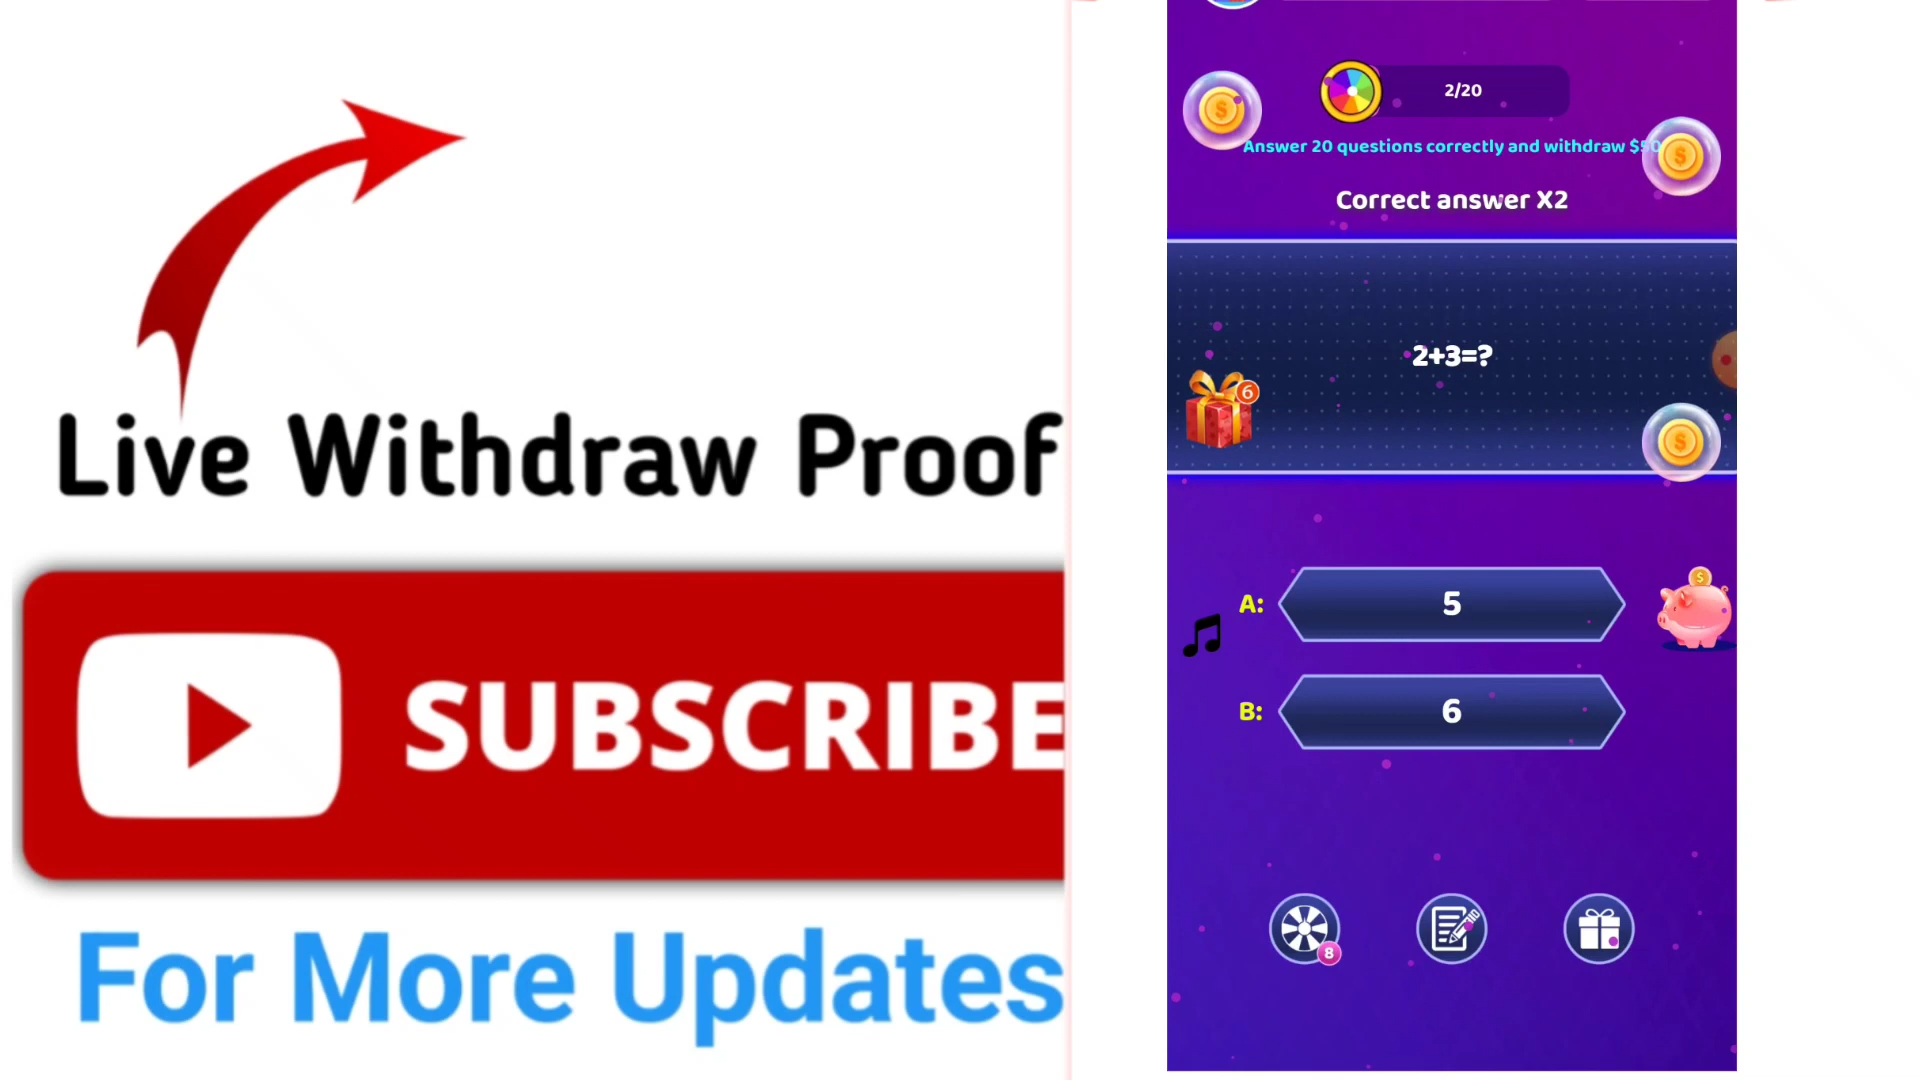 Live Withdraw Proof
SUBSCRIBE
For More Updates
2/20
Answer 20 questions correctly and withdraw $50
Correct answer X2
2+3=?
6
A: 5
B: 6
8